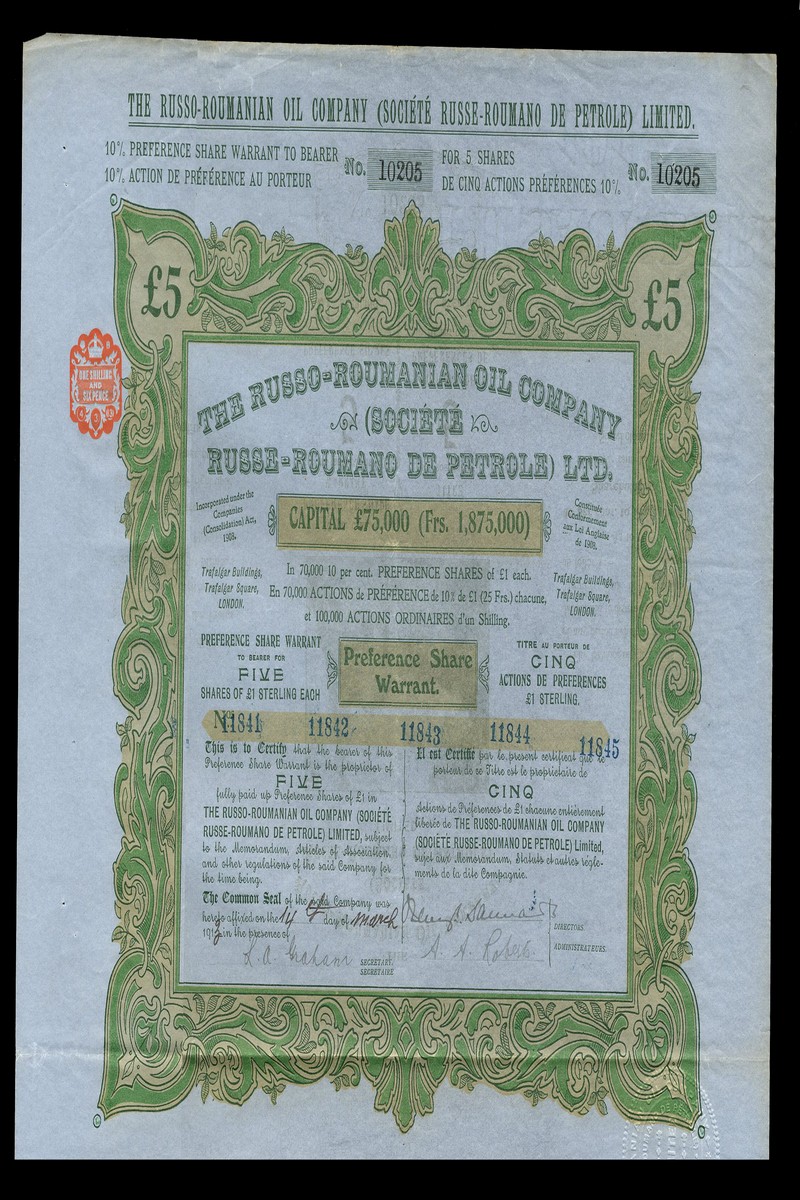 THE RUSSO-ROUMANIAN OIL COMPANY (SOCIÉTÉ RUSSE-ROUMANO DE PETROLE) LIMITED.
10% PREFERENCE SHARE WARRANT TO BEARER
10% ACTION DE PRÉFÉRENCE AU PORTEUR
No. 10205
FOR 5 SHARES
DE CINQ ACTIONS PRÉFÉRENCES 10%
No. 10205
£5
£5
ONE SHILLING
AND
SIX PENCE
THE RUSSO-ROUMANIAN OIL COMPANY
(SOCIÉTÉ
RUSSE-ROUMANO DE PETROLE) LTD.
Incorporated under the
Companies
(Consolidation) Act,
1908.
CAPITAL £75,000 (Frs. 1,875,000)
Constitutée
Conformément
aux Loi Anglaise
de 1908.
Trafalgar Buildings,
Trafalgar Square,
LONDON.
In 70,000 10 per cent. PREFERENCE SHARES of £1 each.
En 70,000 ACTIONS de PRÉFÉRENCE de 10% de £1 (25 Frs.) chacune,
et 100,000 ACTIONS ORDINAIRES d'un Shilling.
Trafalgar Buildings,
Trafalgar Square,
LONDON.
PREFERENCE SHARE WARRANT
TO BEARER FOR
FIVE
SHARES OF £1 STERLING EACH
Preference Share
Warrant.
TITRE AU PORTEUR DE
CINQ
ACTIONS DE PREFERENCES
£1 STERLING.
No 11841 11842 11843 11844 11845
This is to Certify that the bearer of this
Preference Share Warrant is the proprietor of
FIVE
fully paid up Preference Shares of £1 in
THE RUSSO-ROUMANIAN OIL COMPANY (SOCIÉTÉ
RUSSE-ROUMANO DE PETROLE) LIMITED, subject
to the Memorandum, Articles of Association,
and other regulations of the said Company for
the time being.
The Common Seal of the said Company was
hereto affixed on the 14th day of March
1913 in the presence of
Il est Certifié par le présent certificat que le
porteur de ce Titre est le propriétaire de
CINQ
Actions de Préferences de £1 chacune entièrement
liberée de THE RUSSO-ROUMANIAN OIL COMPANY
(SOCIÉTÉ RUSSE-ROUMANO DE PETROLE) Limited,
sujet aux Memorandum, Statuts et autres régle-
ments de la dite Compagnie.
DIRECTORS.
ADMINISTRATEURS.
L. A. Graham
SECRETARY.
SECRÉTAIRE
A. A. Roberts